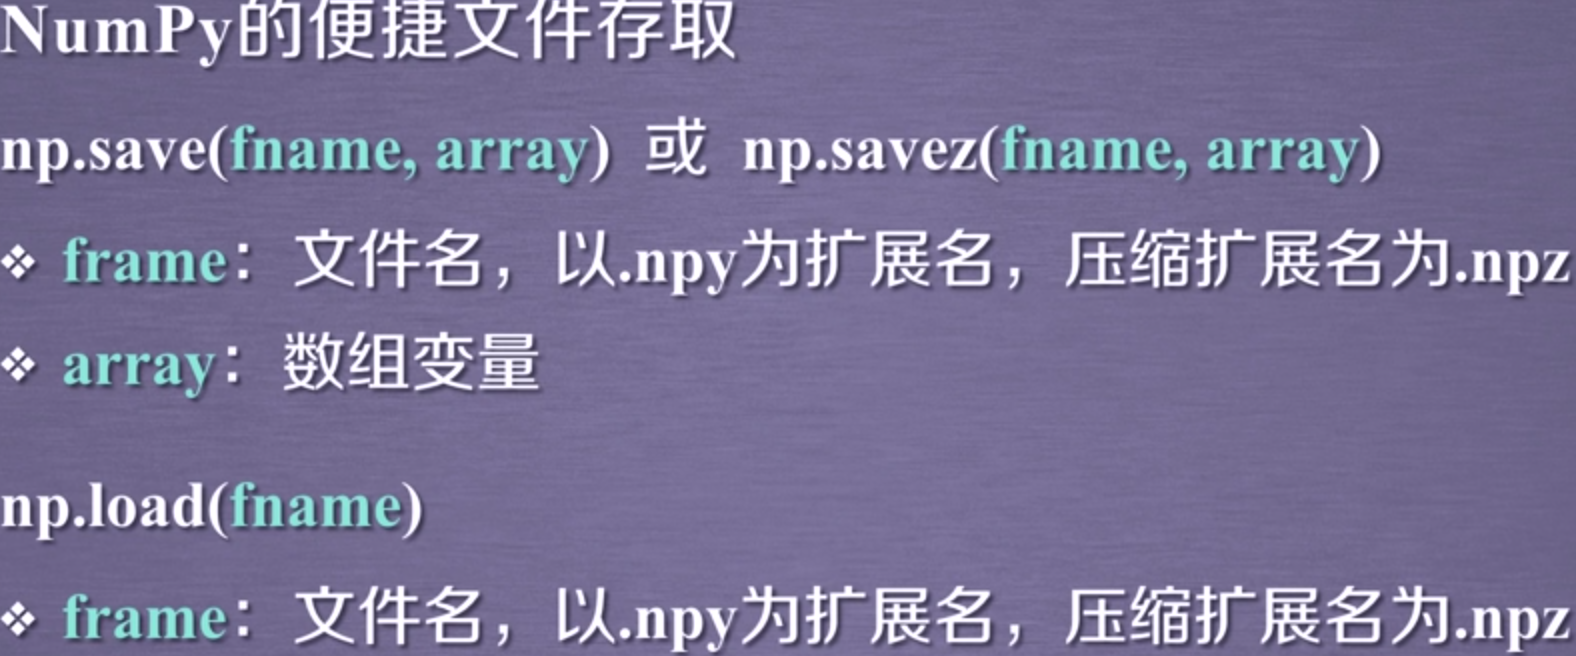 NumPy的便捷文件存取
np.save(fname, array) 或 np.savez(fname, array)
❖ frame：文件名，以.npy为扩展名，压缩扩展名为.npz
❖ array：数组变量
np.load(fname)
❖ frame：文件名，以.npy为扩展名，压缩扩展名为.npz